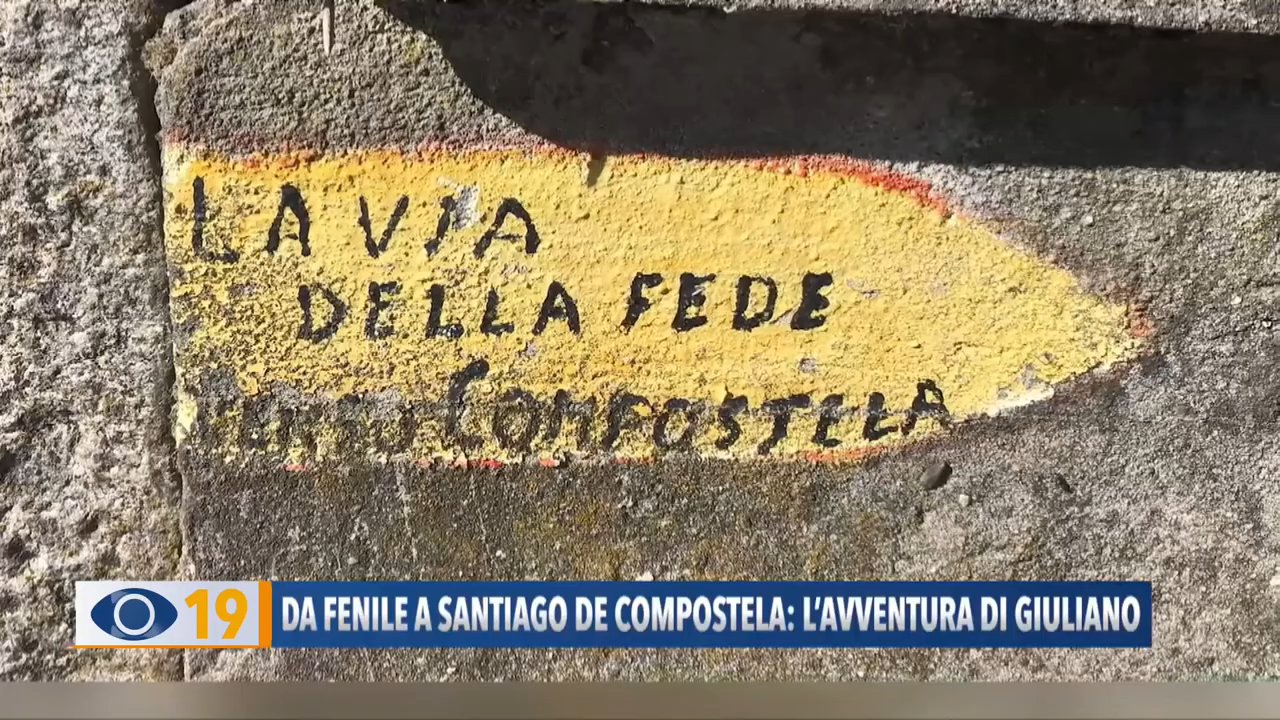 LA VIA
DELLA FEDE
COMPOSTELA
19
DA FENILE A SANTIAGO DE COMPOSTELA: L'AVVENTURA DI GIULIANO